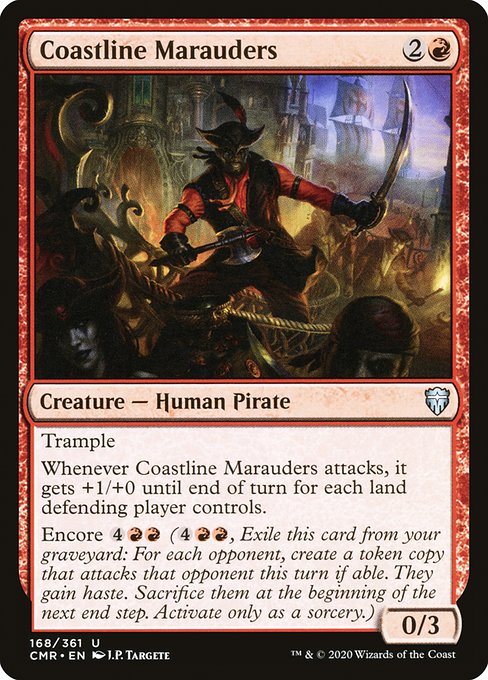 Coastline Marauders 2
Creature — Human Pirate
Trample
Whenever Coastline Marauders attacks, it
gets +1/+0 until end of turn for each land
defending player controls.
Encore 4 (4, Exile this card from your
graveyard: For each opponent, create a token copy
that attacks that opponent this turn if able. They
gain haste. Sacrifice them at the beginning of the
next end step. Activate only as a sorcery.)
0/3
168/361 U
CMR • EN J.P. TARGETE
™ & © 2020 Wizards of the Coast